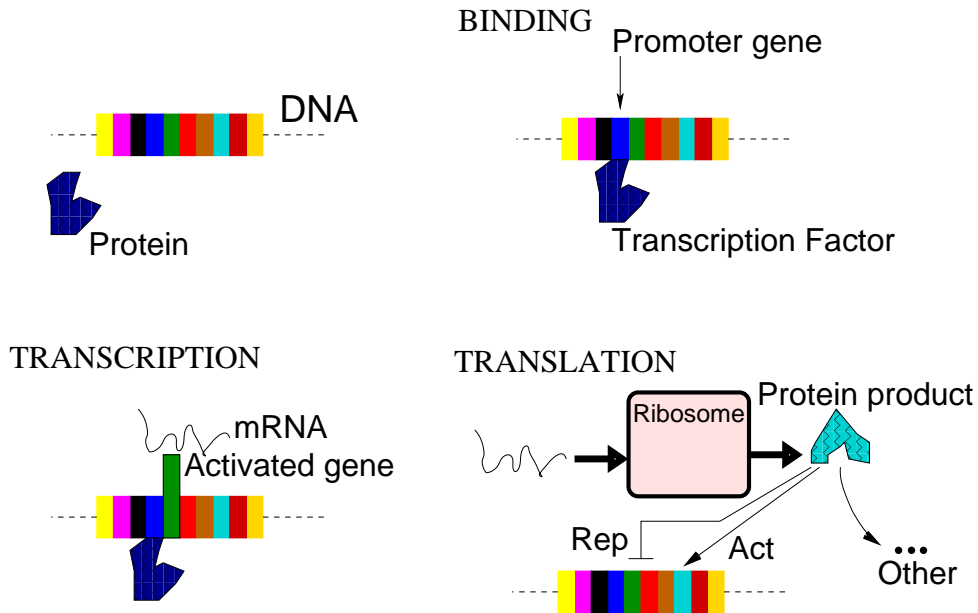 DNA
Protein
BINDING
Promoter gene
Transcription Factor
TRANSCRIPTION
mRNA
Activated gene
TRANSLATION
Protein product
Ribosome
Rep
Act
Other